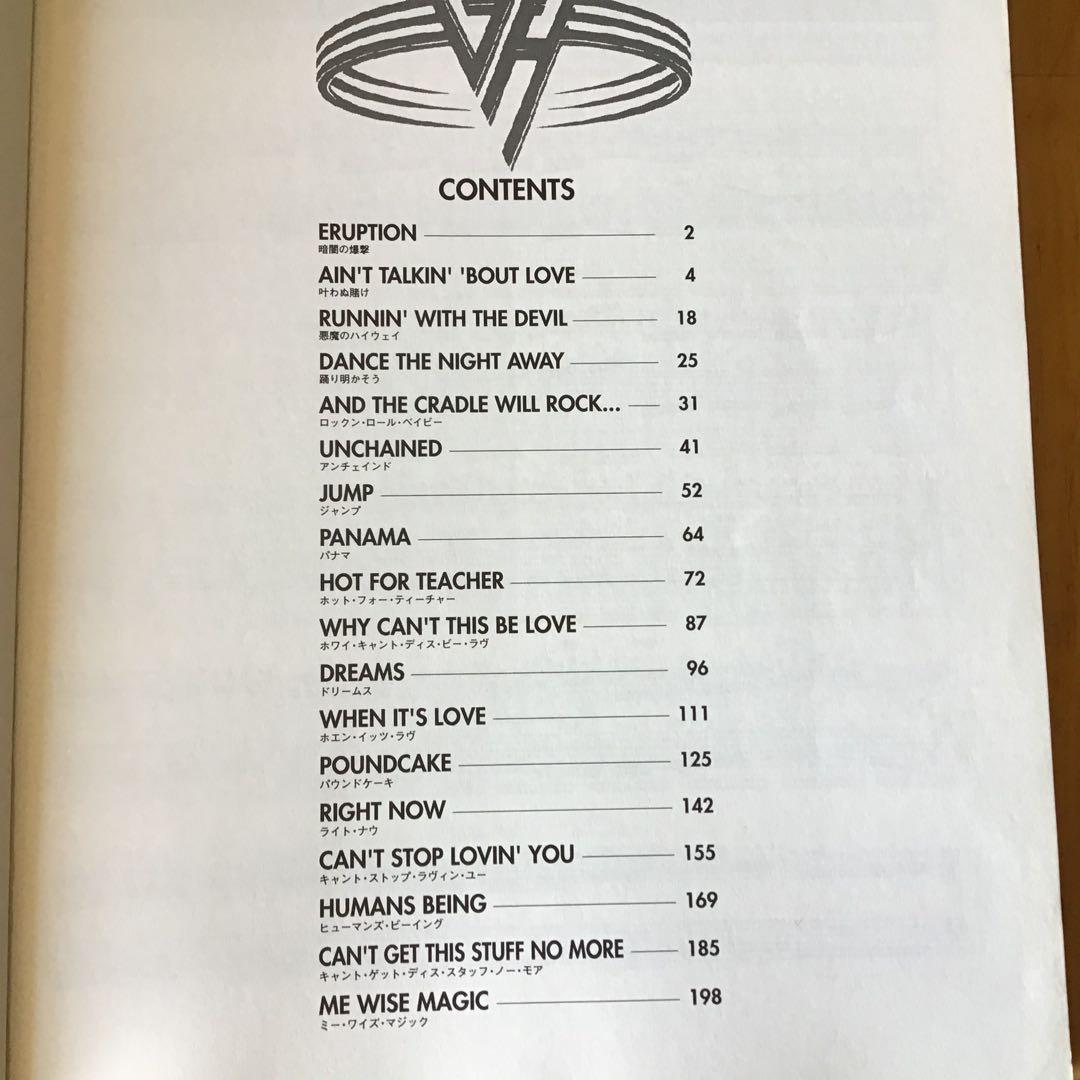 VH
CONTENTS
ERUPTION 2
暗闇の爆撃
AIN'T TALKIN' 'BOUT LOVE 4
叶わぬ賭け
RUNNIN' WITH THE DEVIL 18
悪魔のハイウェイ
DANCE THE NIGHT AWAY 25
踊り明かそう
AND THE CRADLE WILL ROCK... 31
ロックン・ロール・ベイビー
UNCHAINED 41
アンチェインド
JUMP 52
ジャンプ
PANAMA 64
パナマ
HOT FOR TEACHER 72
ホット・フォー・ティーチャー
WHY CAN'T THIS BE LOVE 87
ホワイ・キャント・ディス・ビー・ラヴ
DREAMS 96
ドリームス
WHEN IT'S LOVE 111
ホエン・イッツ・ラヴ
POUNDCAKE 125
パウンドケーキ
RIGHT NOW 142
ライト・ナウ
CAN'T STOP LOVIN' YOU 155
キャント・ストップ・ラヴィン・ユー
HUMANS BEING 169
ヒューマンズ・ビーイング
CAN'T GET THIS STUFF NO MORE 185
キャント・ゲット・ディス・スタッフ・ノー・モア
ME WISE MAGIC 198
ミー・ワイズ・マジック